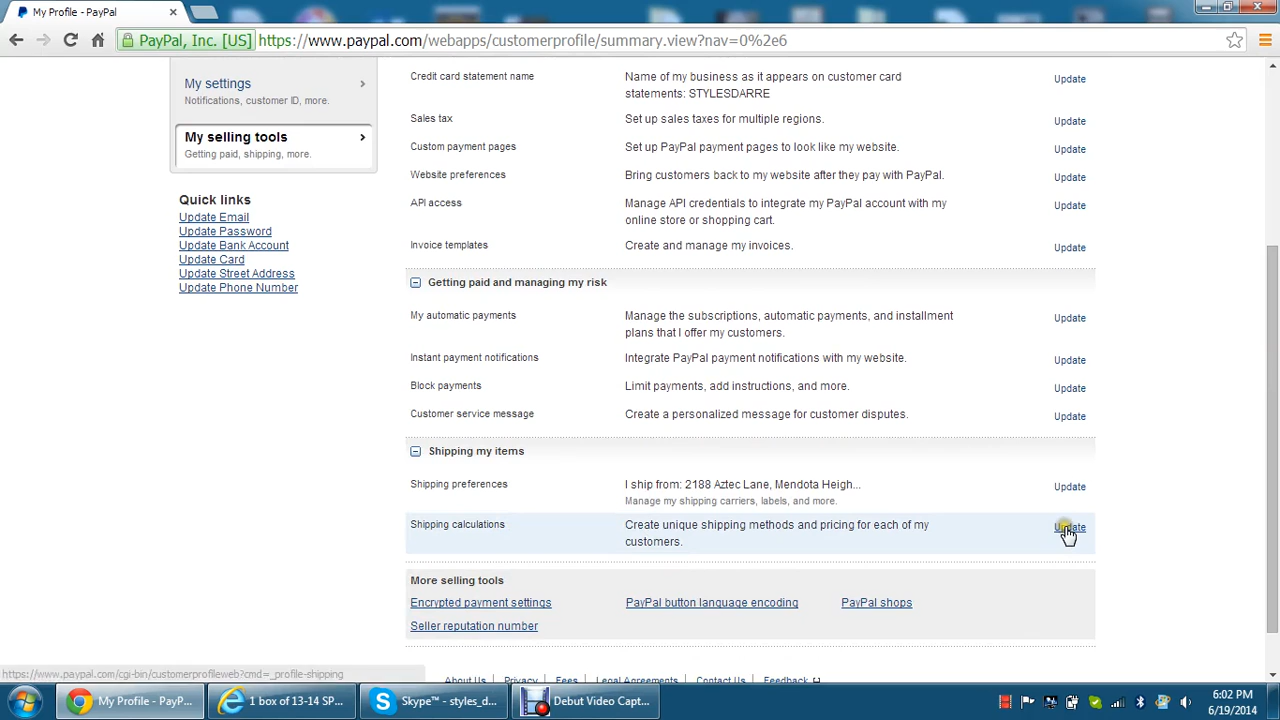 My Profile - PayPal
PayPal, Inc. [US] https://www.paypal.com/webapps/customerprofile/summary.view?nav=0%2e6
My settings
Notifications, customer ID, more.
My selling tools
Getting paid, shipping, more.
Quick links
Update Email
Update Password
Update Bank Account
Update Card
Update Street Address
Update Phone Number
Credit card statement name Name of my business as it appears on customer card Update
statements: STYLESDARRE
Sales tax Set up sales taxes for multiple regions. Update
Custom payment pages Set up PayPal payment pages to look like my website. Update
Website preferences Bring customers back to my website after they pay with PayPal. Update
API access Manage API credentials to integrate my PayPal account with my Update
online store or shopping cart.
Invoice templates Create and manage my invoices. Update
Getting paid and managing my risk
My automatic payments Manage the subscriptions, automatic payments, and installment Update
plans that I offer my customers.
Instant payment notifications Integrate PayPal payment notifications with my website. Update
Block payments Limit payments, add instructions, and more. Update
Customer service message Create a personalized message for customer disputes. Update
Shipping my items
Shipping preferences I ship from: 2188 Aztec Lane, Mendota Heigh... Update
Manage my shipping carriers, labels, and more.
Shipping calculations Create unique shipping methods and pricing for each of my Update
customers.
More selling tools
Encrypted payment settings PayPal button language encoding PayPal shops
Seller reputation number
https://www.paypal.com/cgi-bin/customerprofileweb?cmd=_profile-shipping
About Us Privacy Fees Legal Agreements Contact Us Feedback [+]
My Profile - PayP... 1 box of 13-14 SP... Skype™ - styles_d... Debut Video Capt... 6:02 PM
6/19/2014